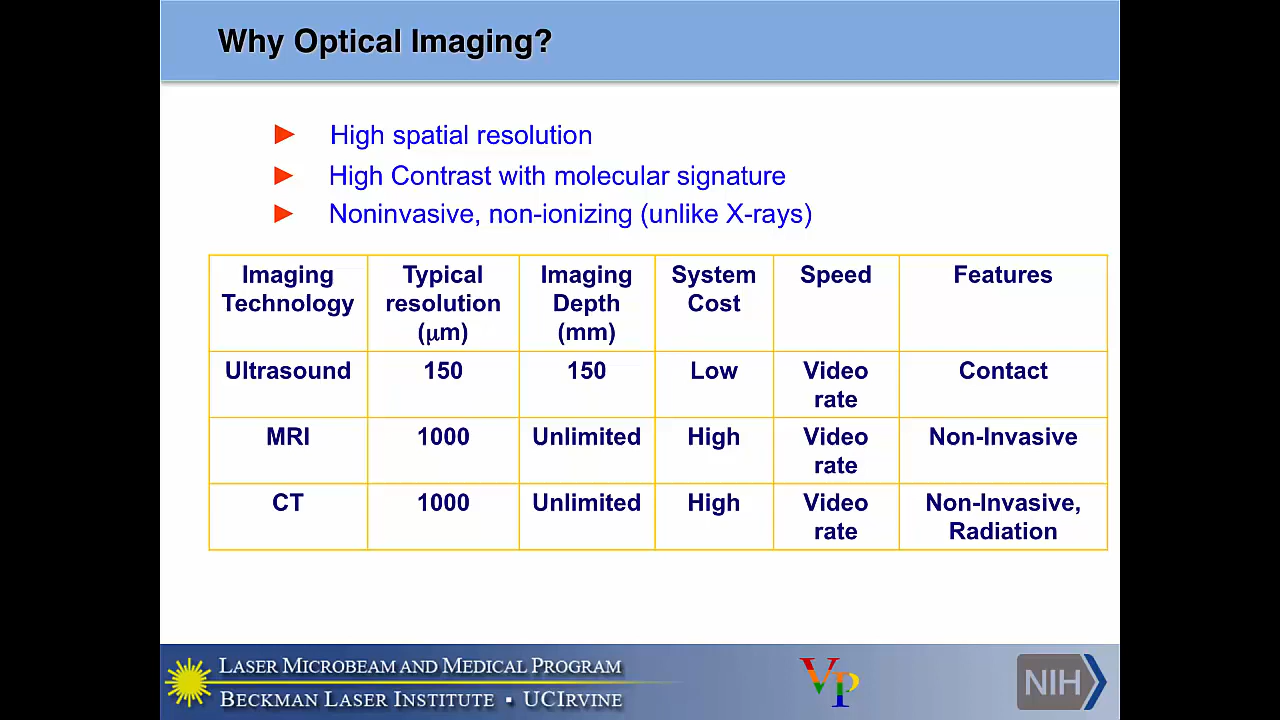 Why Optical Imaging?
► High spatial resolution
► High Contrast with molecular signature
► Noninvasive, non-ionizing (unlike X-rays)
Imaging Technology | Typical resolution (μm) | Imaging Depth (mm) | System Cost | Speed | Features
Ultrasound | 150 | 150 | Low | Video rate | Contact
MRI | 1000 | Unlimited | High | Video rate | Non-Invasive
CT | 1000 | Unlimited | High | Video rate | Non-Invasive, Radiation
LASER MICROBEAM AND MEDICAL PROGRAM
BECKMAN LASER INSTITUTE ▪ UCIRVINE
VP
NIH